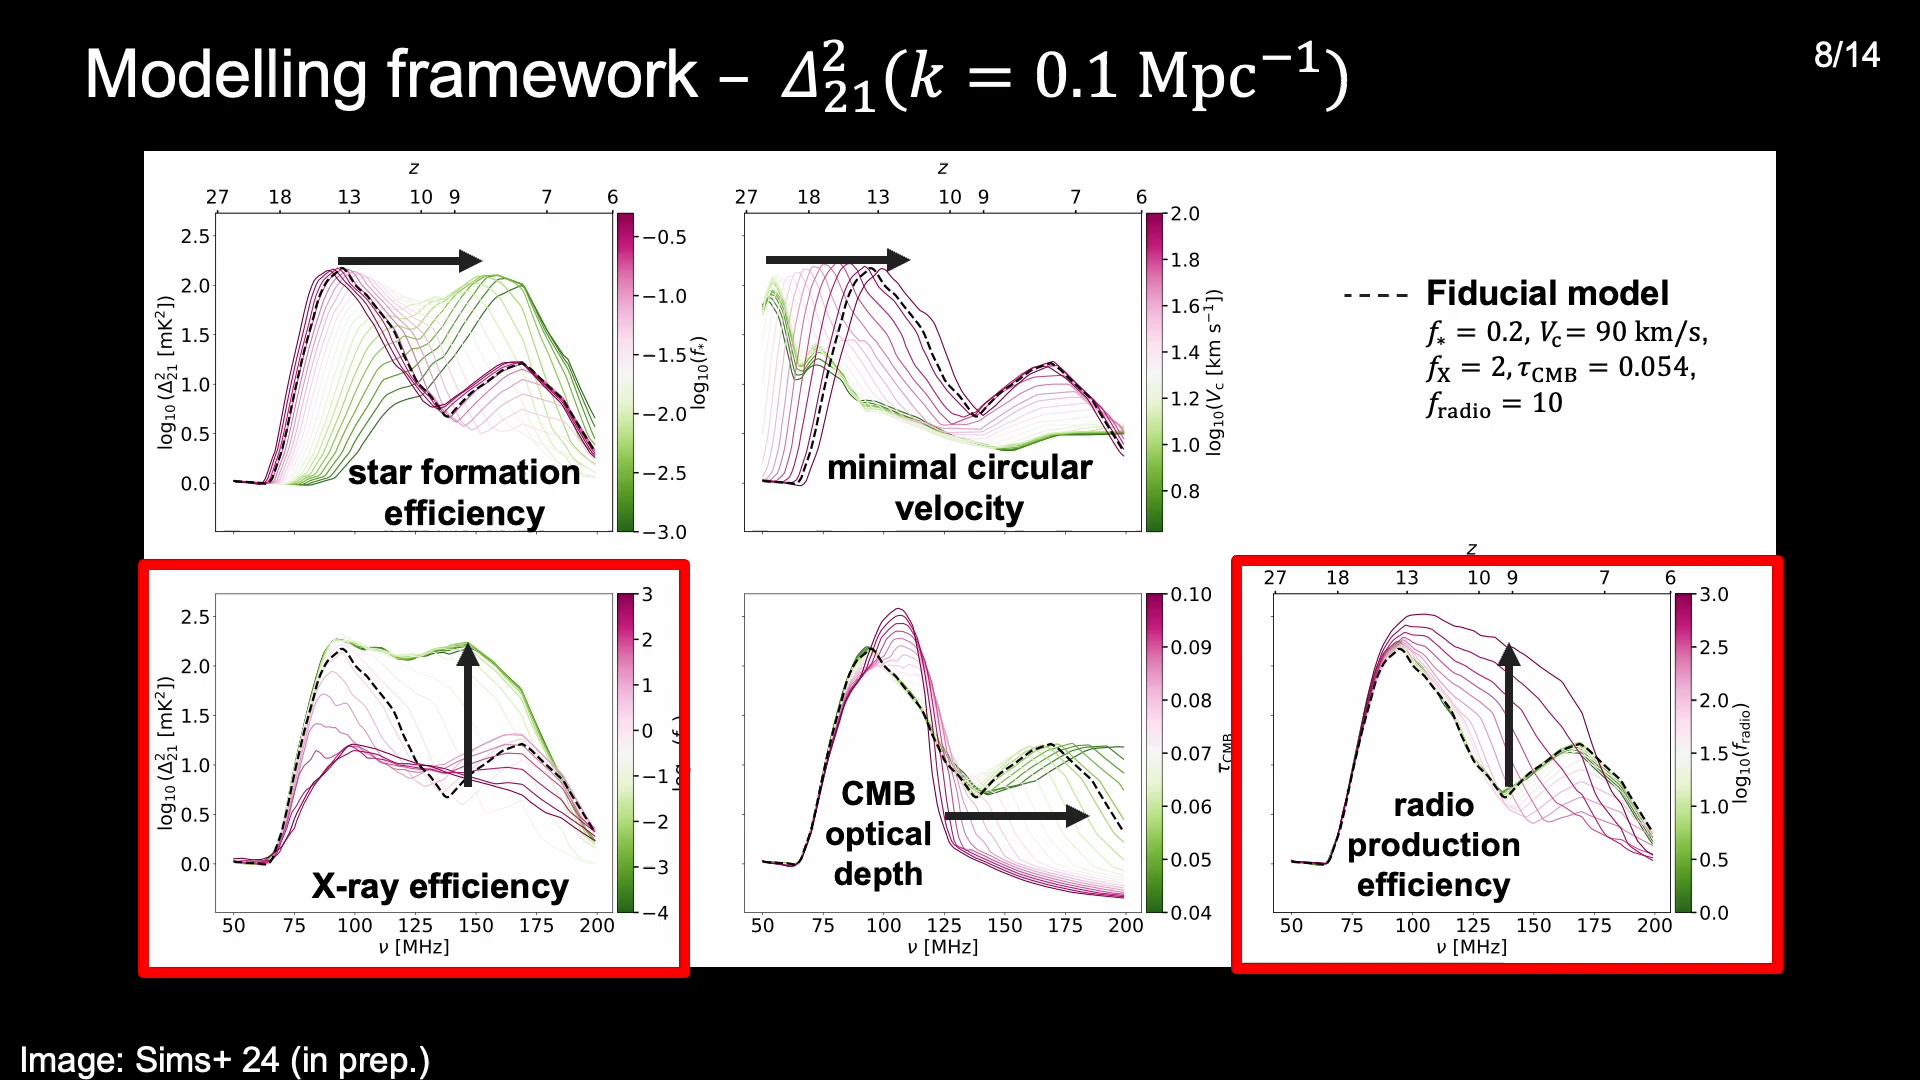 Modelling framework – Δ²₂₁(k = 0.1 Mpc⁻¹)
8/14
z
27 18 13 10 9 7 6
2.5
2.0
1.5
1.0
0.5
0.0
log₁₀(Δ²₂₁ [mK²])
star formation
efficiency
−0.5
−1.0
−1.5
−2.0
−2.5
−3.0
log₁₀(f*)
z
27 18 13 10 9 7 6
minimal circular
velocity
2.0
1.8
1.6
1.4
1.2
1.0
0.8
log₁₀(V_c [km s⁻¹])
Fiducial model
f* = 0.2, V_c = 90 km/s,
f_X = 2, τ_CMB = 0.054,
f_radio = 10
2.5
2.0
1.5
1.0
0.5
0.0
log₁₀(Δ²₂₁ [mK²])
X-ray efficiency
50 75 100 125 150 175 200
ν [MHz]
3
2
1
0
−1
−2
−3
−4
CMB
optical
depth
50 75 100 125 150 175 200
ν [MHz]
0.10
0.09
0.08
0.07
0.06
0.05
0.04
τ_CMB
z
27 18 13 10 9 7 6
radio
production
efficiency
50 75 100 125 150 175 200
ν [MHz]
3.0
2.5
2.0
1.5
1.0
0.5
0.0
log₁₀(f_radio)
Image: Sims+ 24 (in prep.)